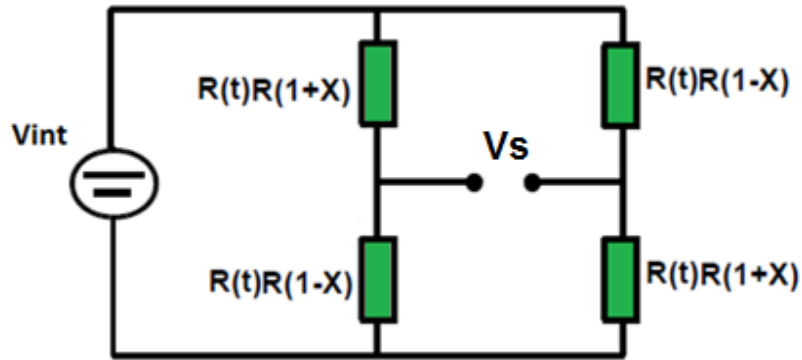 R(t)R(1+X)
R(t)R(1-X)
Vint
Vs
R(t)R(1-X)
R(t)R(1+X)